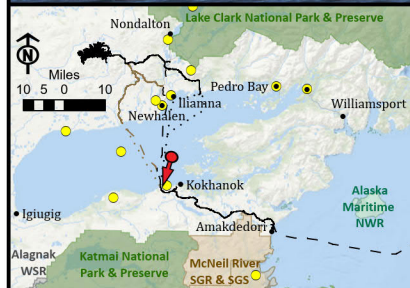 Lake Clark National Park & Preserve
Nondalton
N
Miles
10 5 0 10
Pedro Bay
Iliamna
Newhalen
Williamsport
Kokhanok
Igiugig
Amakdedori
Alaska
Maritime
NWR
Alagnak
WSR
Katmai National
Park & Preserve
McNeil River
SGR & SGS